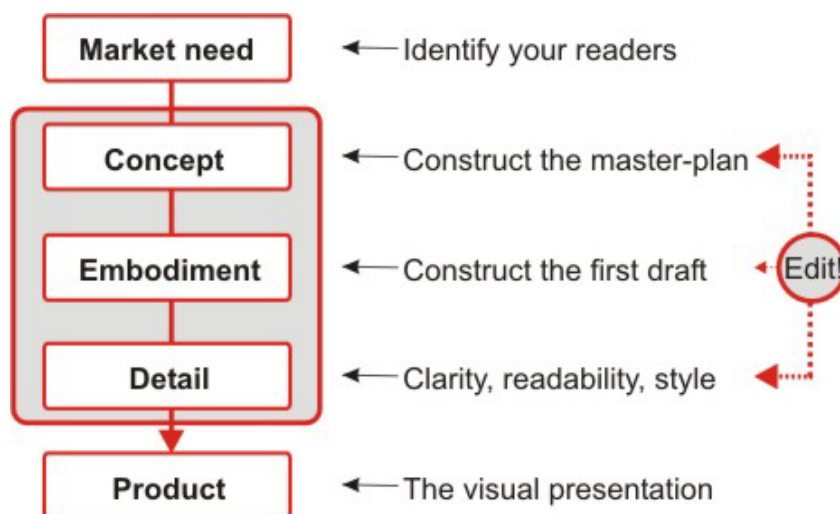 Market need
Identify your readers
Concept
Construct the master-plan
Embodiment
Construct the first draft
Edit!
Detail
Clarity, readability, style
Product
The visual presentation